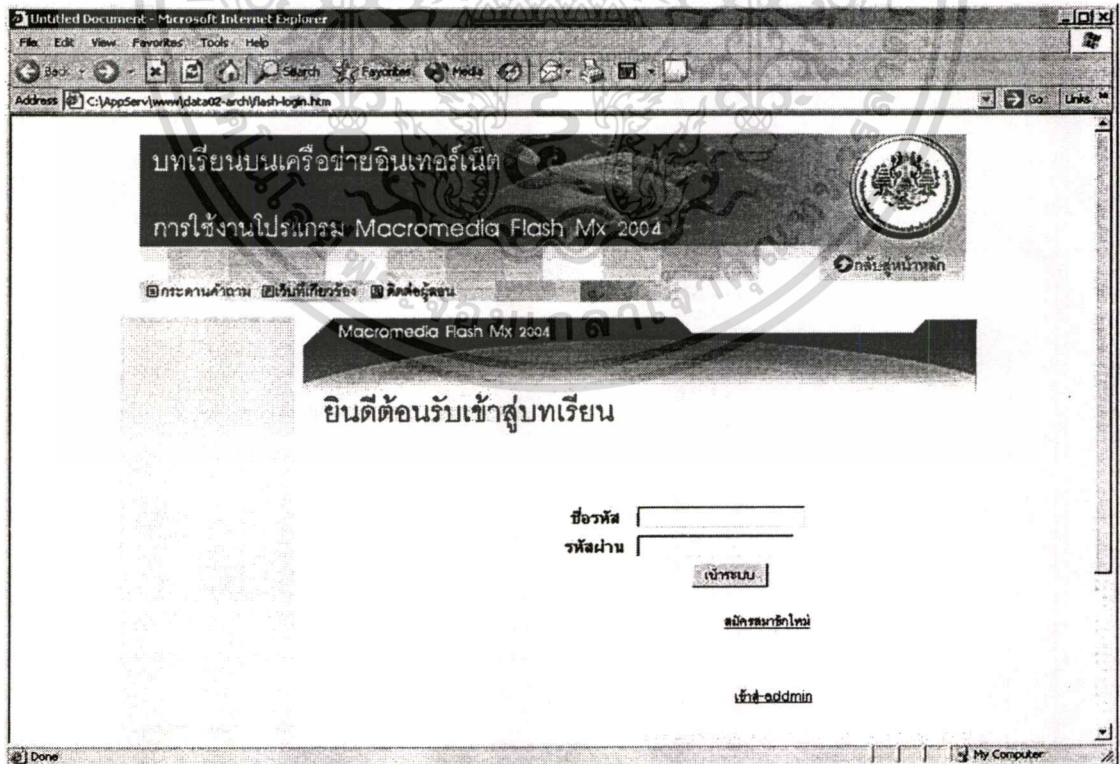 Untitled Document - Microsoft Internet Explorer
File Edit View Favorites Tools Help
Back Search Favorites Media
Address C:\AppServ\www\data02-arch\flash-login.htm Go Links
บทเรียนบนเครือข่ายอินเทอร์เน็ต
การใช้งานโปรแกรม Macromedia Flash Mx 2004
กลับสู่หน้าหลัก
กระดานคำถาม เว็บที่เกี่ยวข้อง ติดต่อผู้สอน
Macromedia Flash Mx 2004
ยินดีต้อนรับเข้าสู่บทเรียน
ชื่อรหัส
รหัสผ่าน
เข้าระบบ
สมัครสมาชิกใหม่
เข้าสู่-addmin
Done My Computer